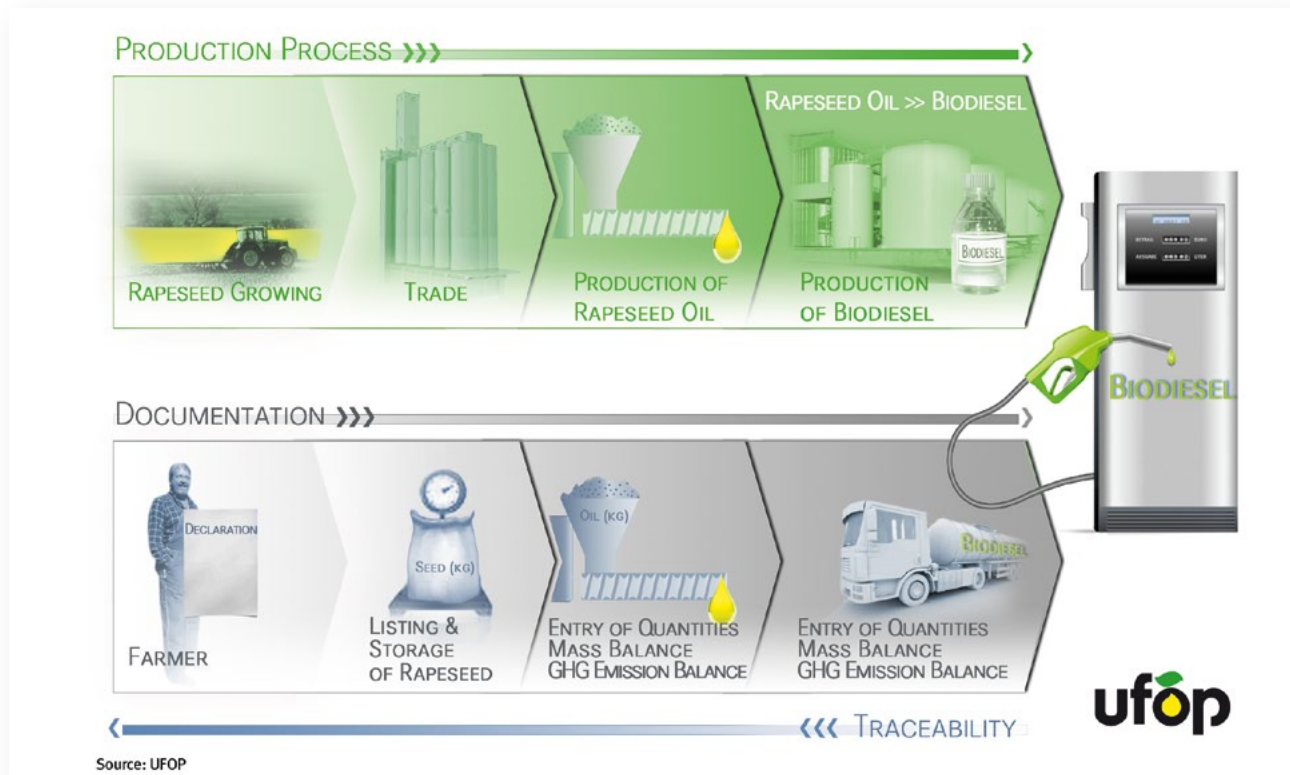 PRODUCTION PROCESS
RAPESEED OIL >> BIODIESEL
BIODIESEL
RAPESEED GROWING
TRADE
PRODUCTION OF
RAPESEED OIL
PRODUCTION
OF BIODIESEL
BIODIESEL
DOCUMENTATION
DECLARATION
FARMER
SEED (KG)
LISTING &
STORAGE
OF RAPESEED
OIL (KG)
ENTRY OF QUANTITIES
MASS BALANCE
GHG EMISSION BALANCE
BIODIESEL
ENTRY OF QUANTITIES
MASS BALANCE
GHG EMISSION BALANCE
TRACEABILITY
ufop
Source: UFOP